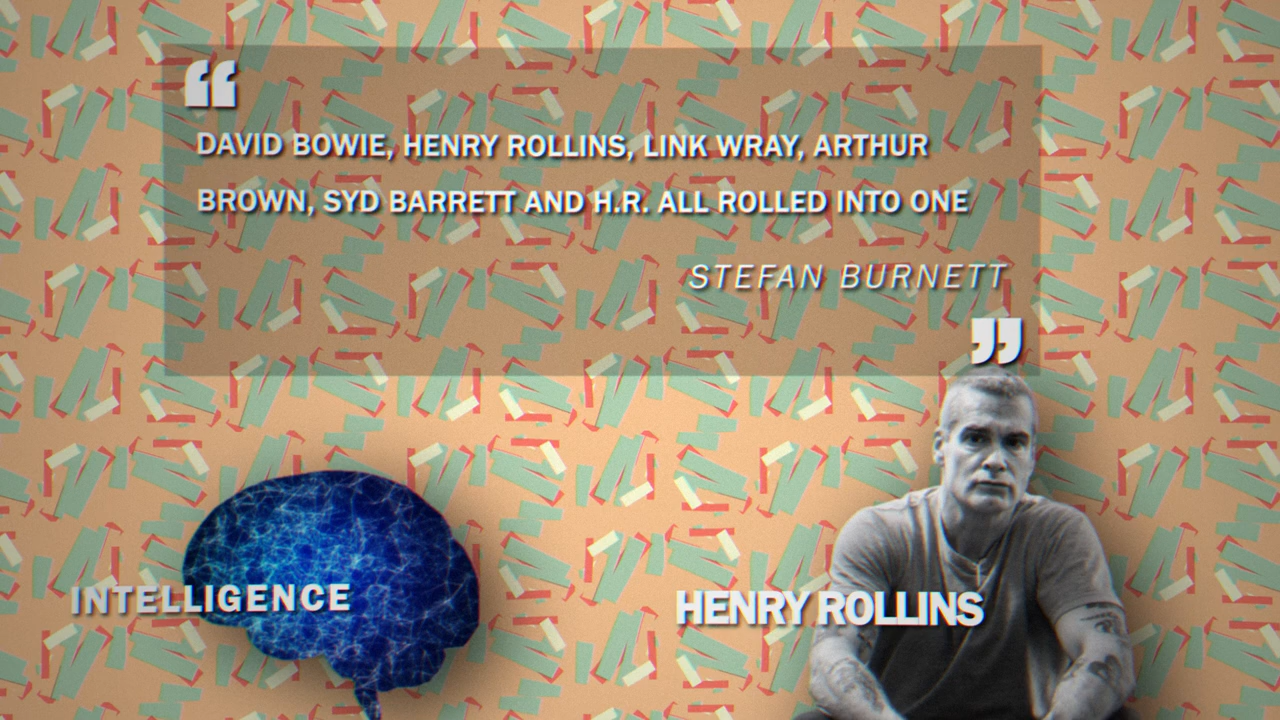 “
DAVID BOWIE, HENRY ROLLINS, LINK WRAY, ARTHUR
BROWN, SYD BARRETT AND H.R. ALL ROLLED INTO ONE
STEFAN BURNETT
”
INTELLIGENCE
HENRY ROLLINS